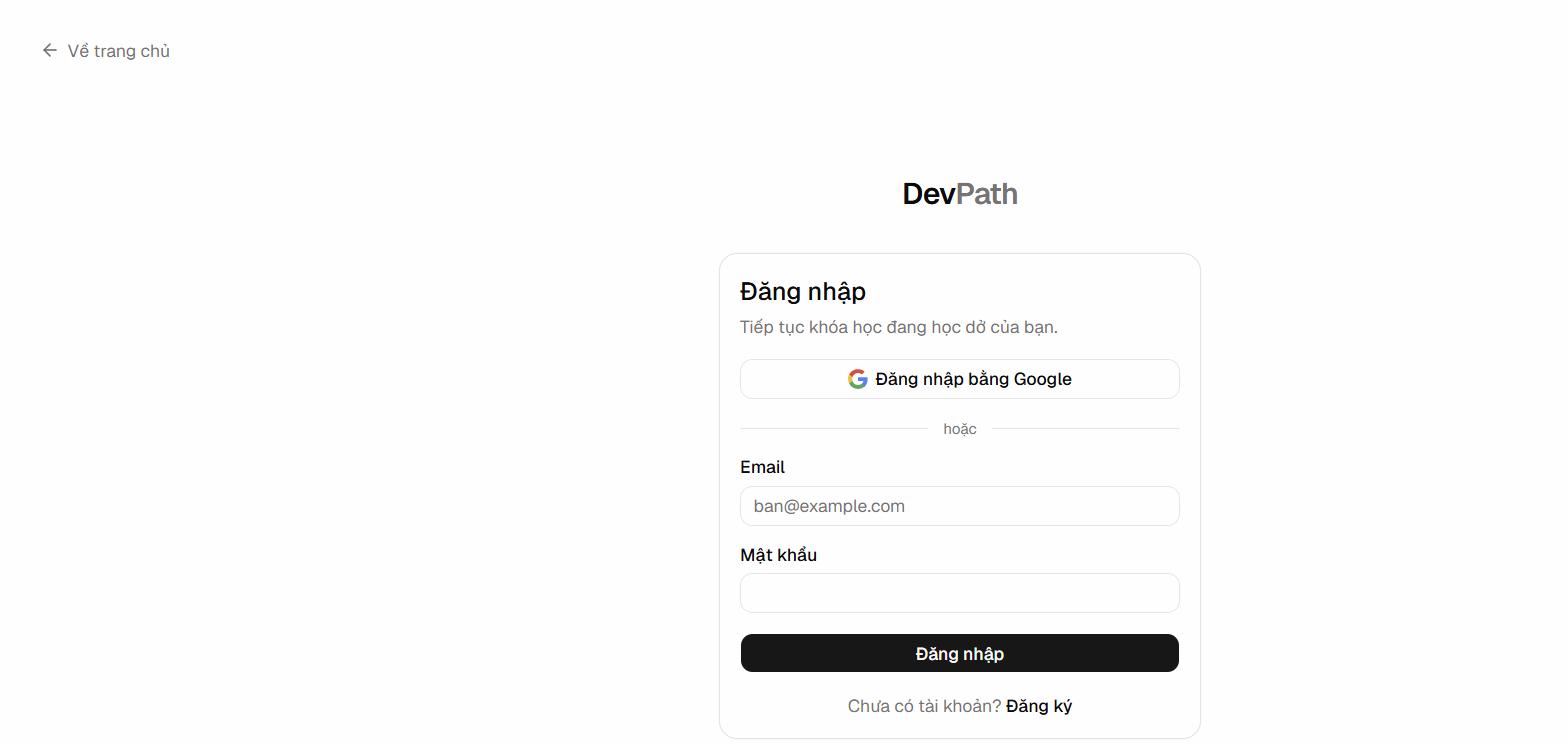 Về trang chủ
DevPath
Đăng nhập
Tiếp tục khóa học đang học dở của bạn.
Đăng nhập bằng Google
hoặc
Email
ban@example.com
Mật khẩu
Đăng nhập
Chưa có tài khoản? Đăng ký